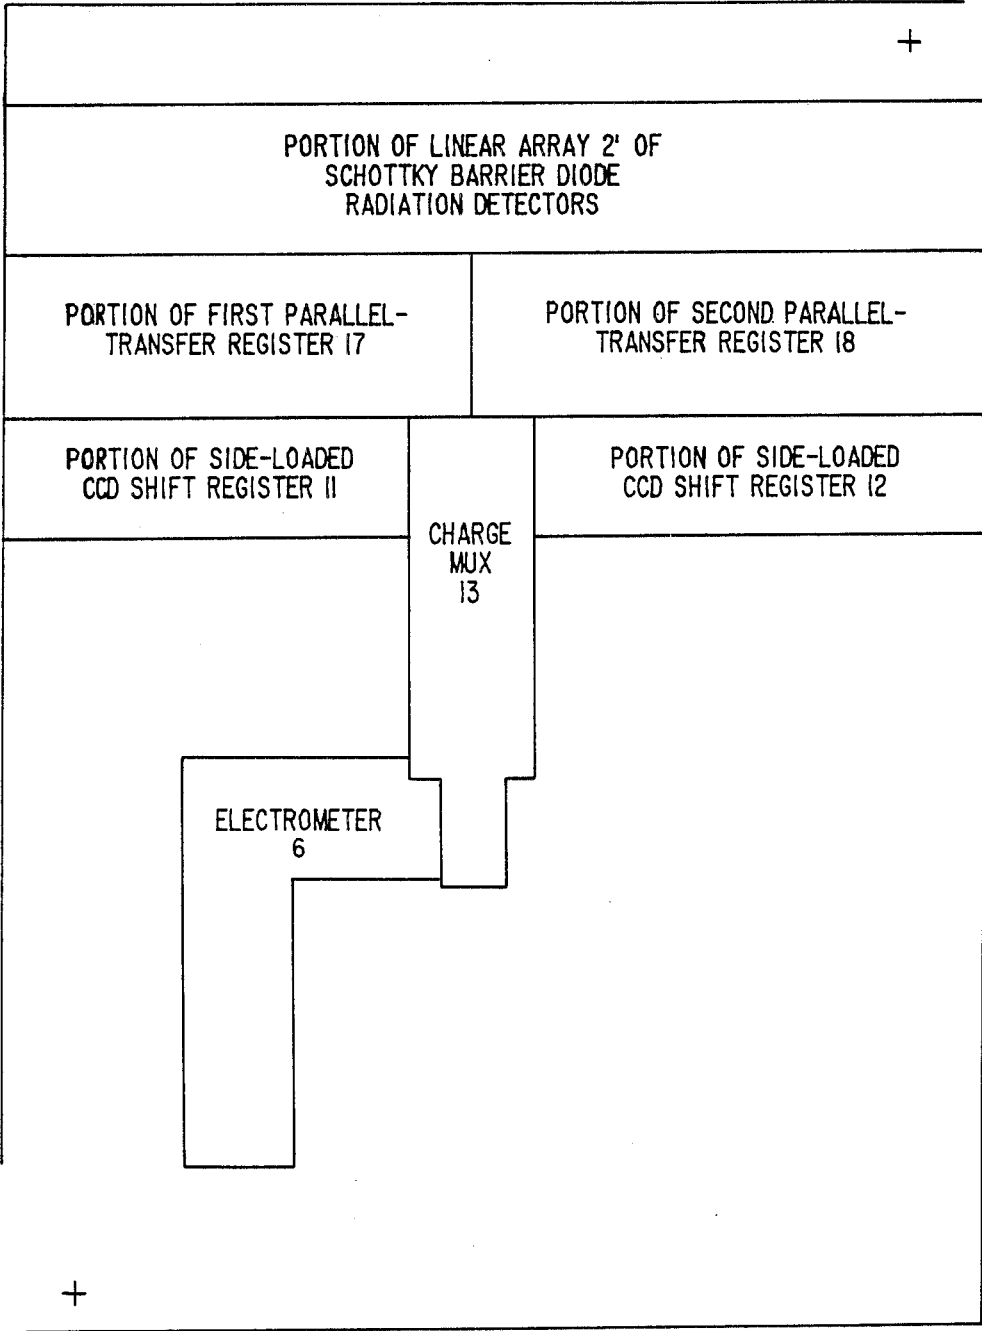 PORTION OF LINEAR ARRAY 2' OF
SCHOTTKY BARRIER DIODE
RADIATION DETECTORS
PORTION OF FIRST PARALLEL-
TRANSFER REGISTER 17
PORTION OF SECOND PARALLEL-
TRANSFER REGISTER 18
PORTION OF SIDE-LOADED
CCD SHIFT REGISTER 11
PORTION OF SIDE-LOADED
CCD SHIFT REGISTER 12
CHARGE
MUX
13
ELECTROMETER
6